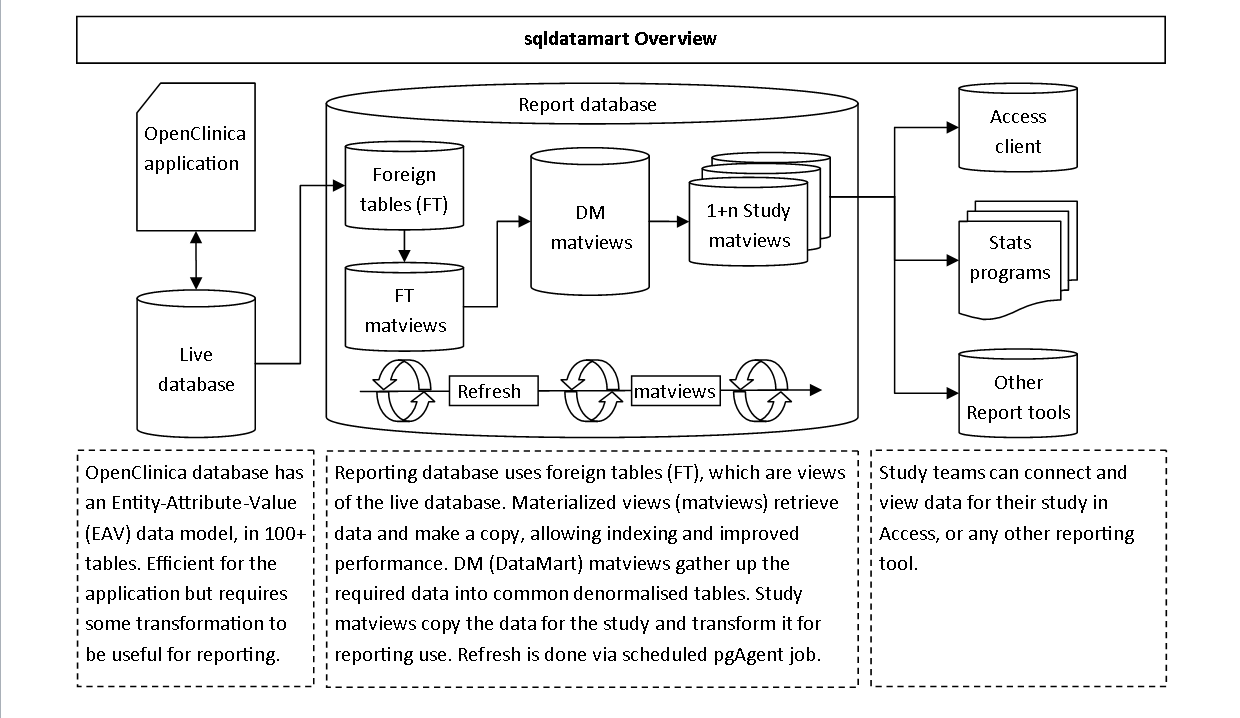 sqldatamart Overview
OpenClinica
application
Live
database
Report database
Foreign
tables (FT)
FT
matviews
DM
matviews
1+n Study
matviews
Refresh
matviews
Access
client
Stats
programs
Other
Report tools
OpenClinica database has
an Entity-Attribute-Value
(EAV) data model, in 100+
tables. Efficient for the
application but requires
some transformation to
be useful for reporting.
Reporting database uses foreign tables (FT), which are views
of the live database. Materialized views (matviews) retrieve
data and make a copy, allowing indexing and improved
performance. DM (DataMart) matviews gather up the
required data into common denormalised tables. Study
matviews copy the data for the study and transform it for
reporting use. Refresh is done via scheduled pgAgent job.
Study teams can connect and
view data for their study in
Access, or any other reporting
tool.